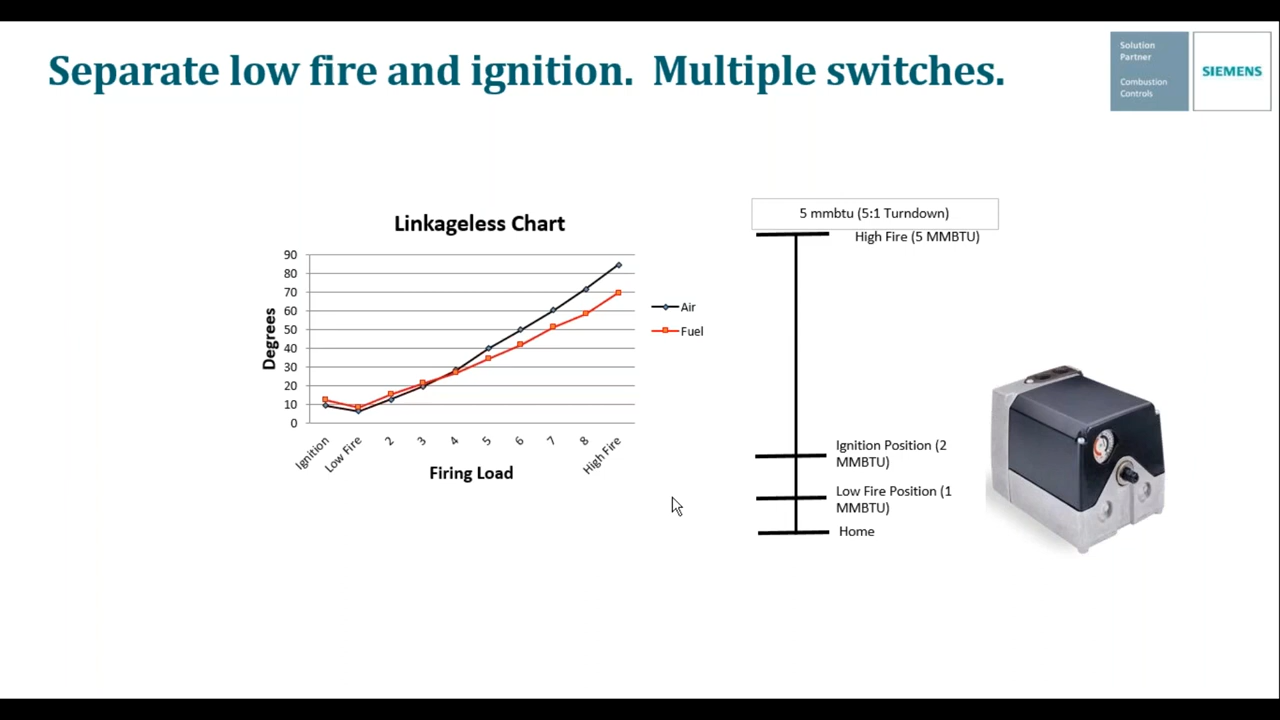 Separate low fire and ignition.  Multiple switches.
Solution
Partner
Combustion
Controls
SIEMENS
Linkageless Chart
Degrees
90
80
70
60
50
40
30
20
10
0
Ignition
Low Fire
2
3
4
5
6
7
8
High Fire
Firing Load
Air
Fuel
5 mmbtu (5:1 Turndown)
High Fire (5 MMBTU)
Ignition Position (2
MMBTU)
Low Fire Position (1
MMBTU)
Home